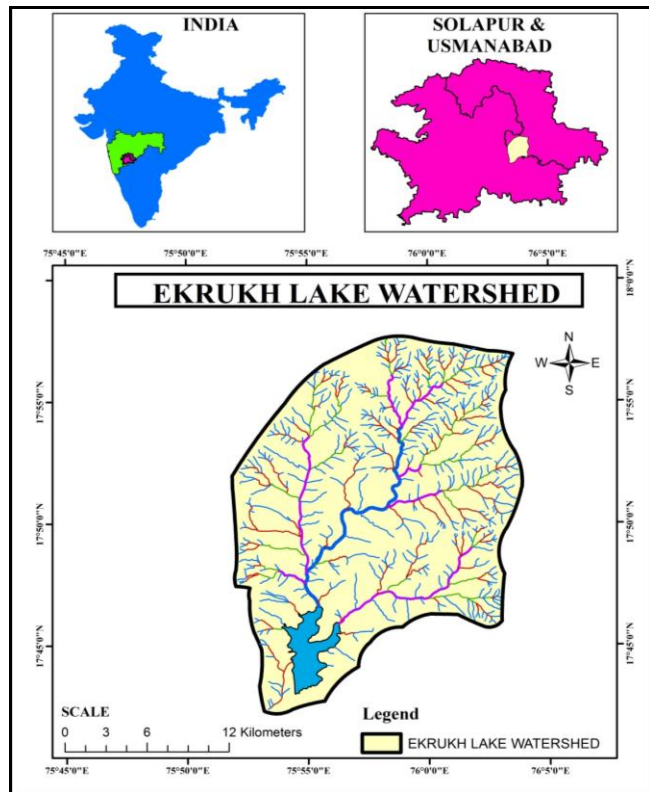 INDIA
SOLAPUR &
USMANABAD
75°45'0"E 75°50'0"E 75°55'0"E 76°0'0"E 76°5'0"E
18°0'0"N
EKRUKH LAKE WATERSHED
N
W E
S
17°55'0"N 17°55'0"N
17°50'0"N 17°50'0"N
17°45'0"N 17°45'0"N
SCALE
0 3 6 12 Kilometers
Legend
EKRUKH LAKE WATERSHED
75°45'0"E 75°50'0"E 75°55'0"E 76°0'0"E 76°5'0"E